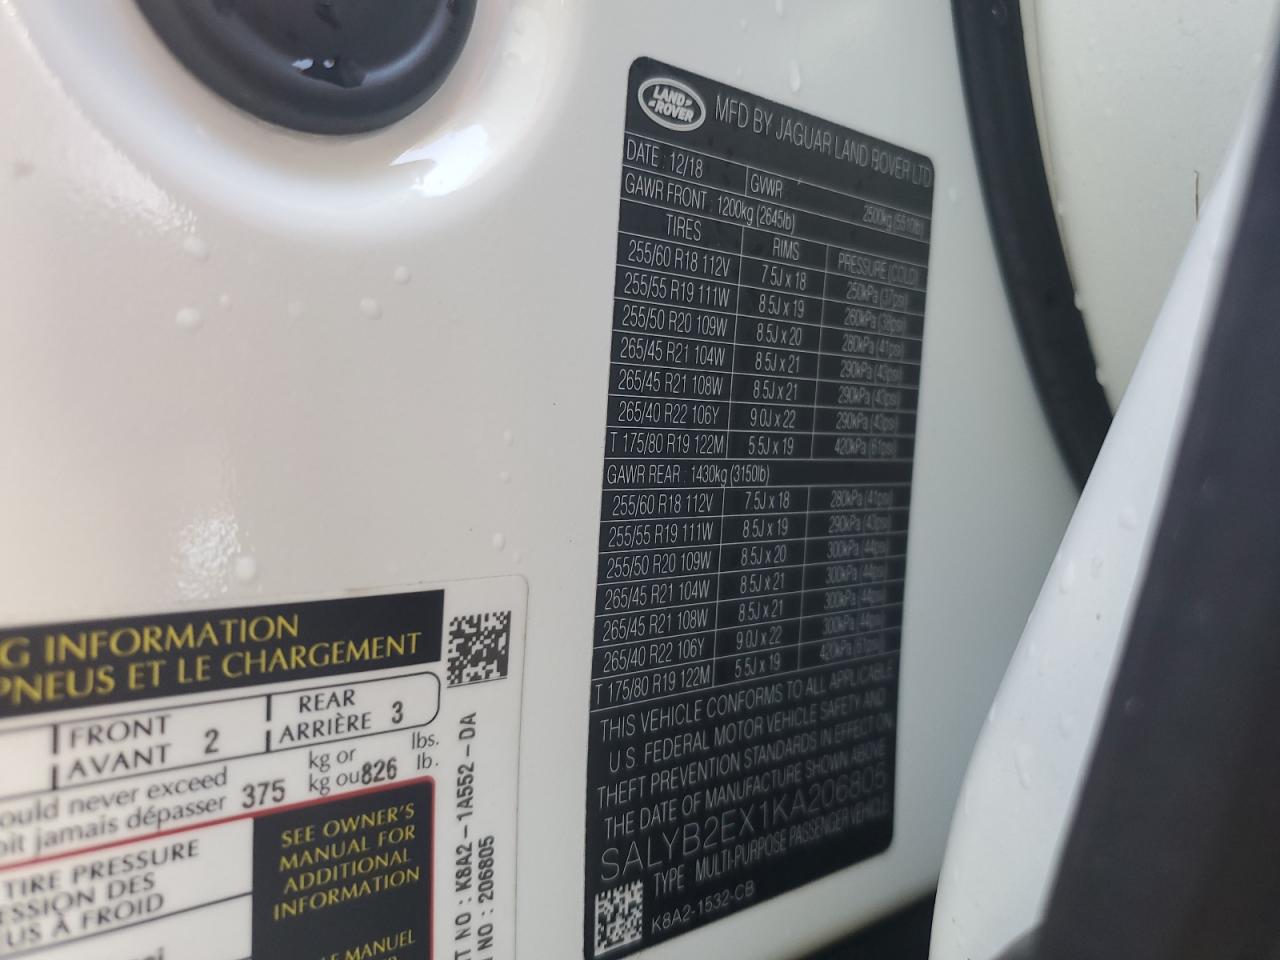 LAND ROVER
MFD BY JAGUAR LAND ROVER LTD
DATE : 12/18 GVWR : 2500kg (5510lb)
GAWR FRONT : 1200kg (2645lb)
TIRES RIMS PRESSURE (COLD)
255/60 R18 112V 7.5J x 18 250kPa (37psi)
255/55 R19 111W 8.5J x 19 260kPa (38psi)
255/50 R20 109W 8.5J x 20 280kPa (41psi)
265/45 R21 104W 8.5J x 21 290kPa (43psi)
265/45 R21 108W 8.5J x 21 290kPa (43psi)
265/40 R22 106Y 9.0J x 22 290kPa (43psi)
T 175/80 R19 122M 5.5J x 19 420kPa (61psi)
GAWR REAR : 1430kg (3150lb)
255/60 R18 112V 7.5J x 18 280kPa (41psi)
255/55 R19 111W 8.5J x 19 290kPa (43psi)
255/50 R20 109W 8.5J x 20 300kPa (44psi)
265/45 R21 104W 8.5J x 21 300kPa (44psi)
265/45 R21 108W 8.5J x 21 300kPa (44psi)
265/40 R22 106Y 9.0J x 22 300kPa (44psi)
T 175/80 R19 122M 5.5J x 19 420kPa (61psi)
THIS VEHICLE CONFORMS TO ALL APPLICABLE
U.S. FEDERAL MOTOR VEHICLE SAFETY AND
THEFT PREVENTION STANDARDS IN EFFECT ON
THE DATE OF MANUFACTURE SHOWN ABOVE
SALYB2EX1KA206805
TYPE MULTI-PURPOSE PASSENGER VEHICLE
K8A2-1532-CB
G INFORMATION
PNEUS ET LE CHARGEMENT
FRONT
AVANT 2
REAR
ARRIÈRE 3
ould never exceed
oit jamais dépasser 375 kg or
kg ou 826 lbs.
lb.
TIRE PRESSURE
ESSION DES
US À FROID
SEE OWNER'S
MANUAL FOR
ADDITIONAL
INFORMATION
LE MANUEL
T NO : K8A2-1A552-DA
NO : 206805